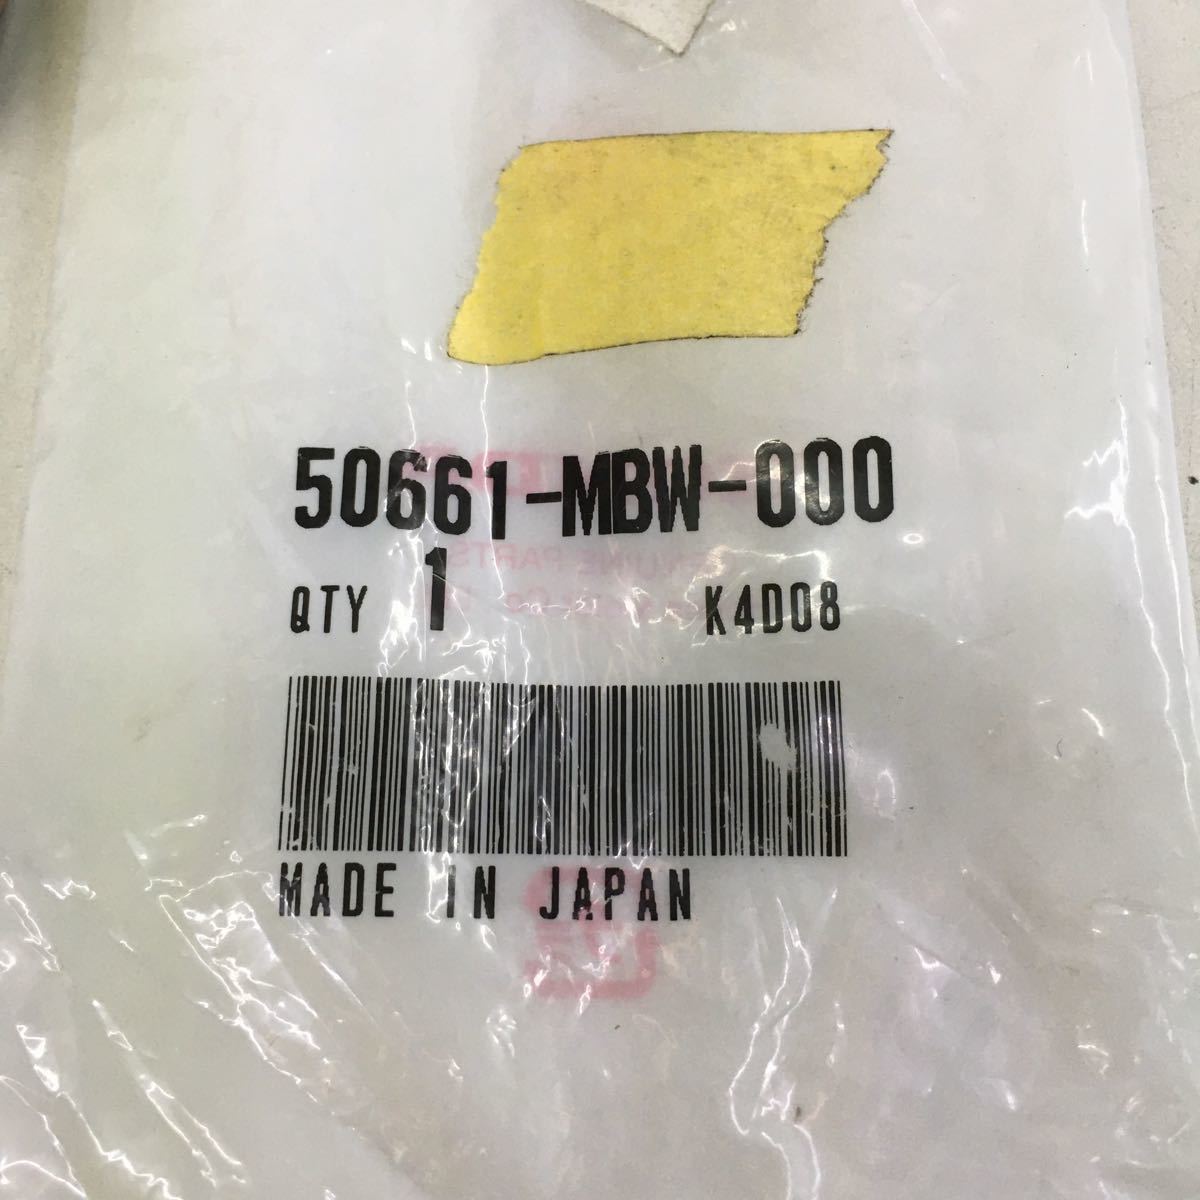 50661-MBW-000
QTY 1 K4D08
MADE IN JAPAN